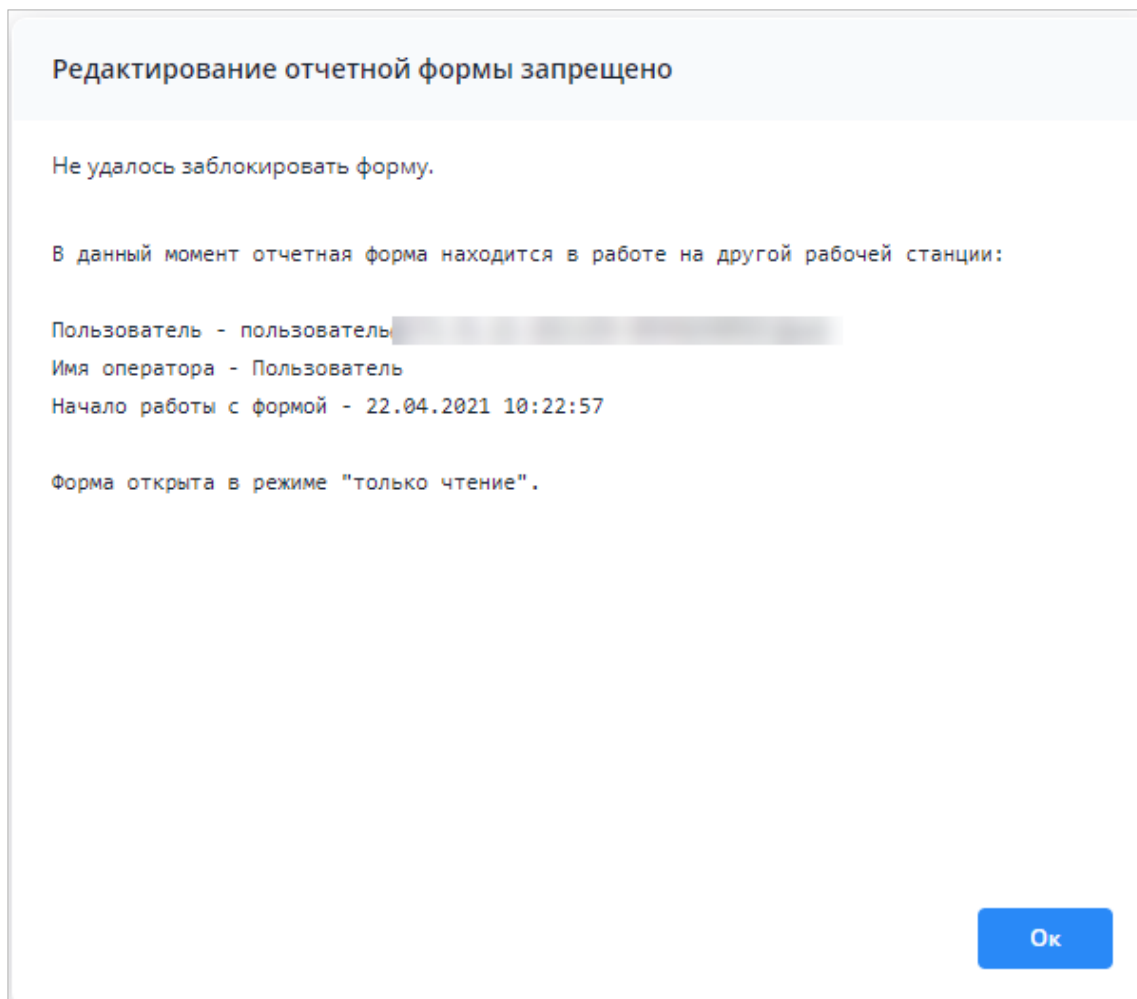 Редактирование отчетной формы запрещено
Не удалось заблокировать форму.
В данный момент отчетная форма находится в работе на другой рабочей станции:
Пользователь - пользователь
Имя оператора - Пользователь
Начало работы с формой - 22.04.2021 10:22:57
Форма открыта в режиме "только чтение".
Ок